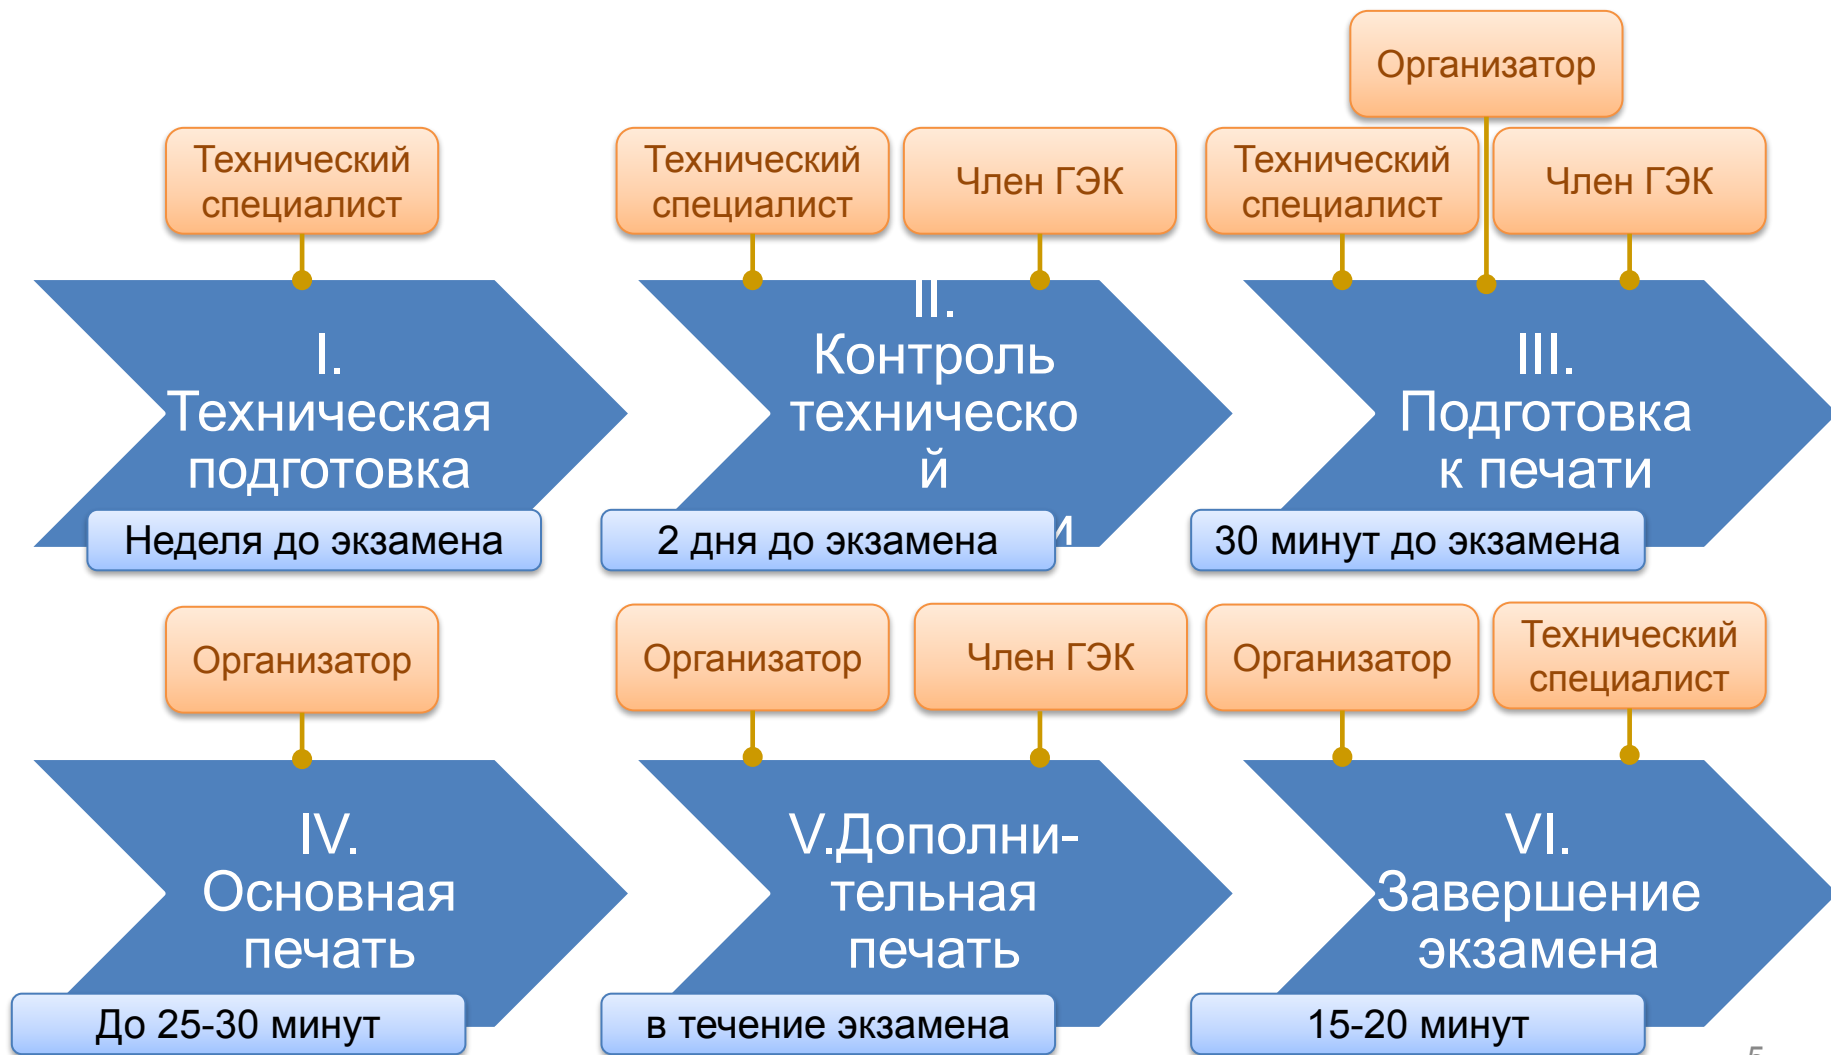 Организатор
Технический
специалист
Технический
специалист
Член ГЭК
Технический
специалист
Член ГЭК
I.
Техническая
подготовка
Неделя до экзамена
II.
Контроль
техническо
й
2 дня до экзамена
III.
Подготовка
к печати
30 минут до экзамена
Организатор
Организатор
Член ГЭК
Организатор
Технический
специалист
IV.
Основная
печать
До 25-30 минут
V.Дополни-
тельная
печать
в течение экзамена
VI.
Завершение
экзамена
15-20 минут
5